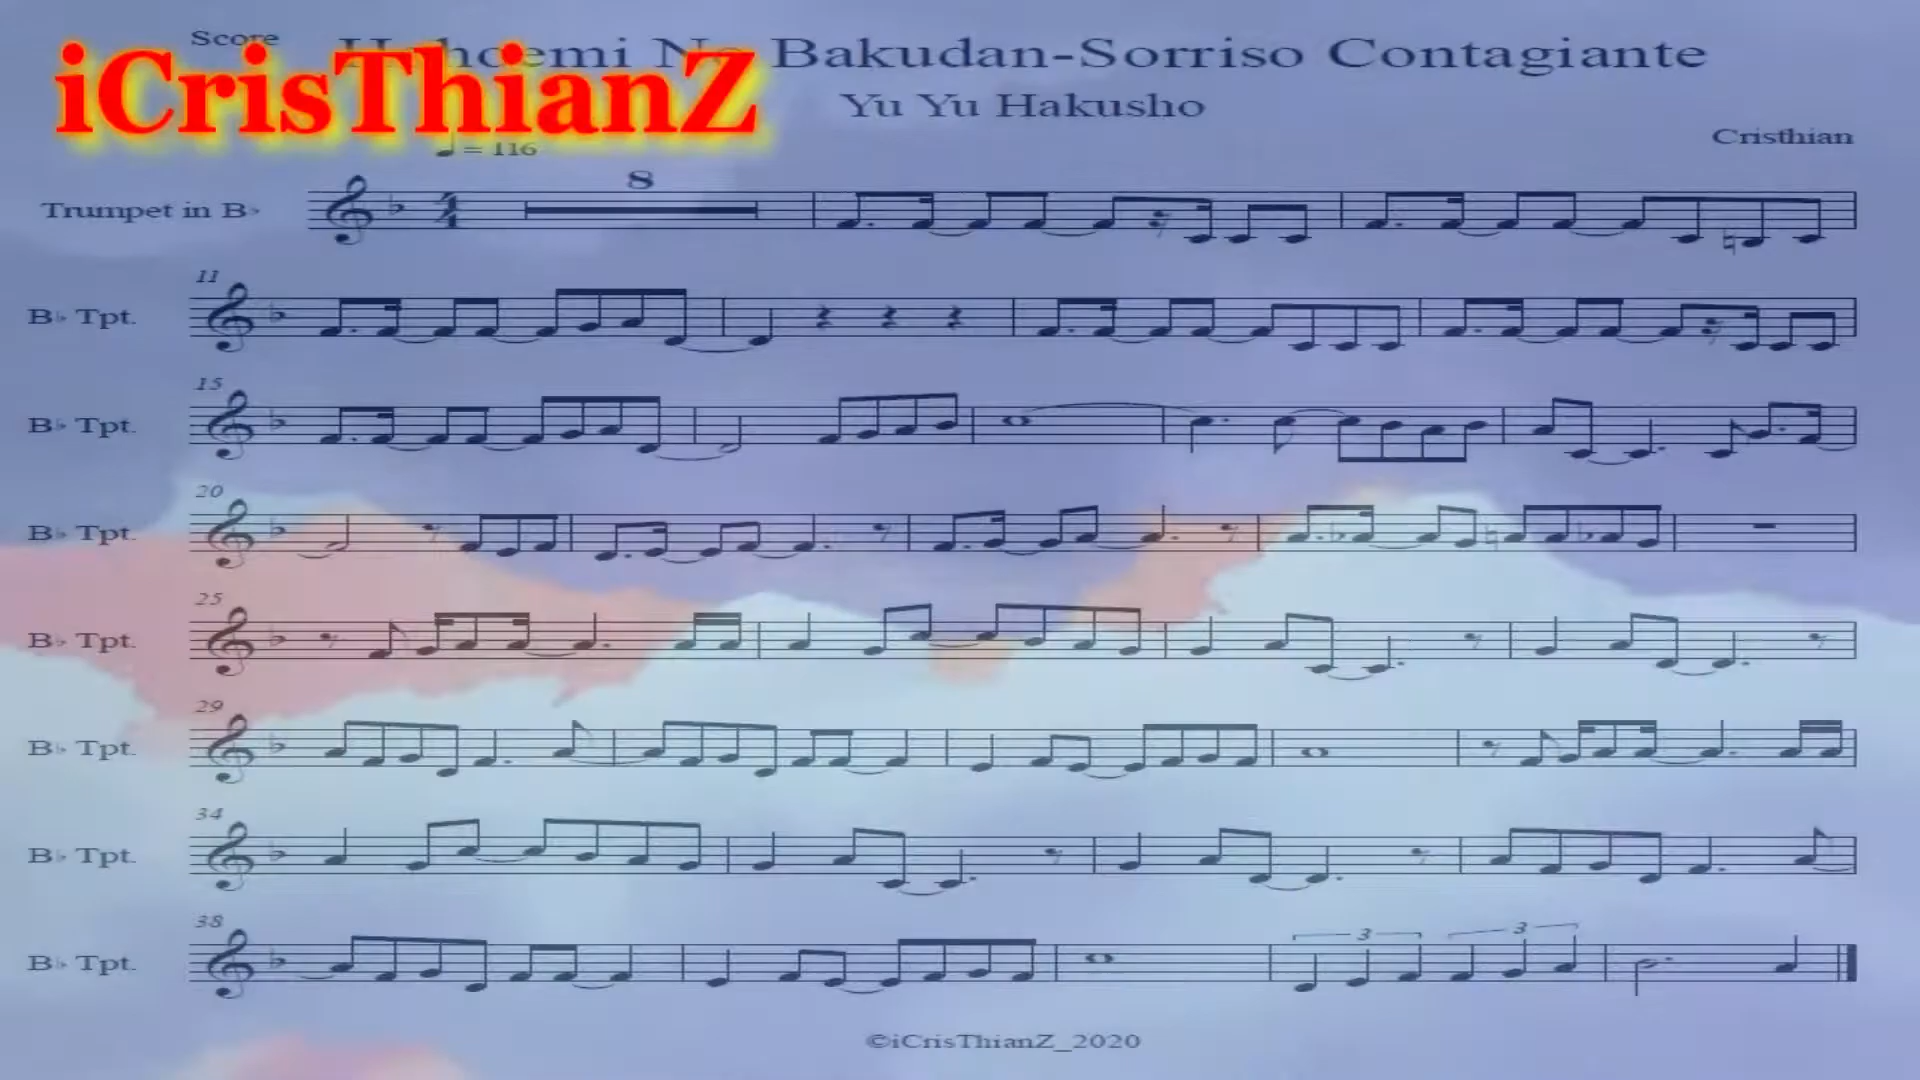 Score
iCrisThianZ
No Bakudan-Sorriso Contagiante
Yu Yu Hakusho
Cristhian
♩ = 116
8
Trumpet in B♭
11
B♭ Tpt.
15
B♭ Tpt.
20
B♭ Tpt.
25
B♭ Tpt.
29
B♭ Tpt.
34
B♭ Tpt.
38
B♭ Tpt.
3 3
©iCrisThianZ_2020